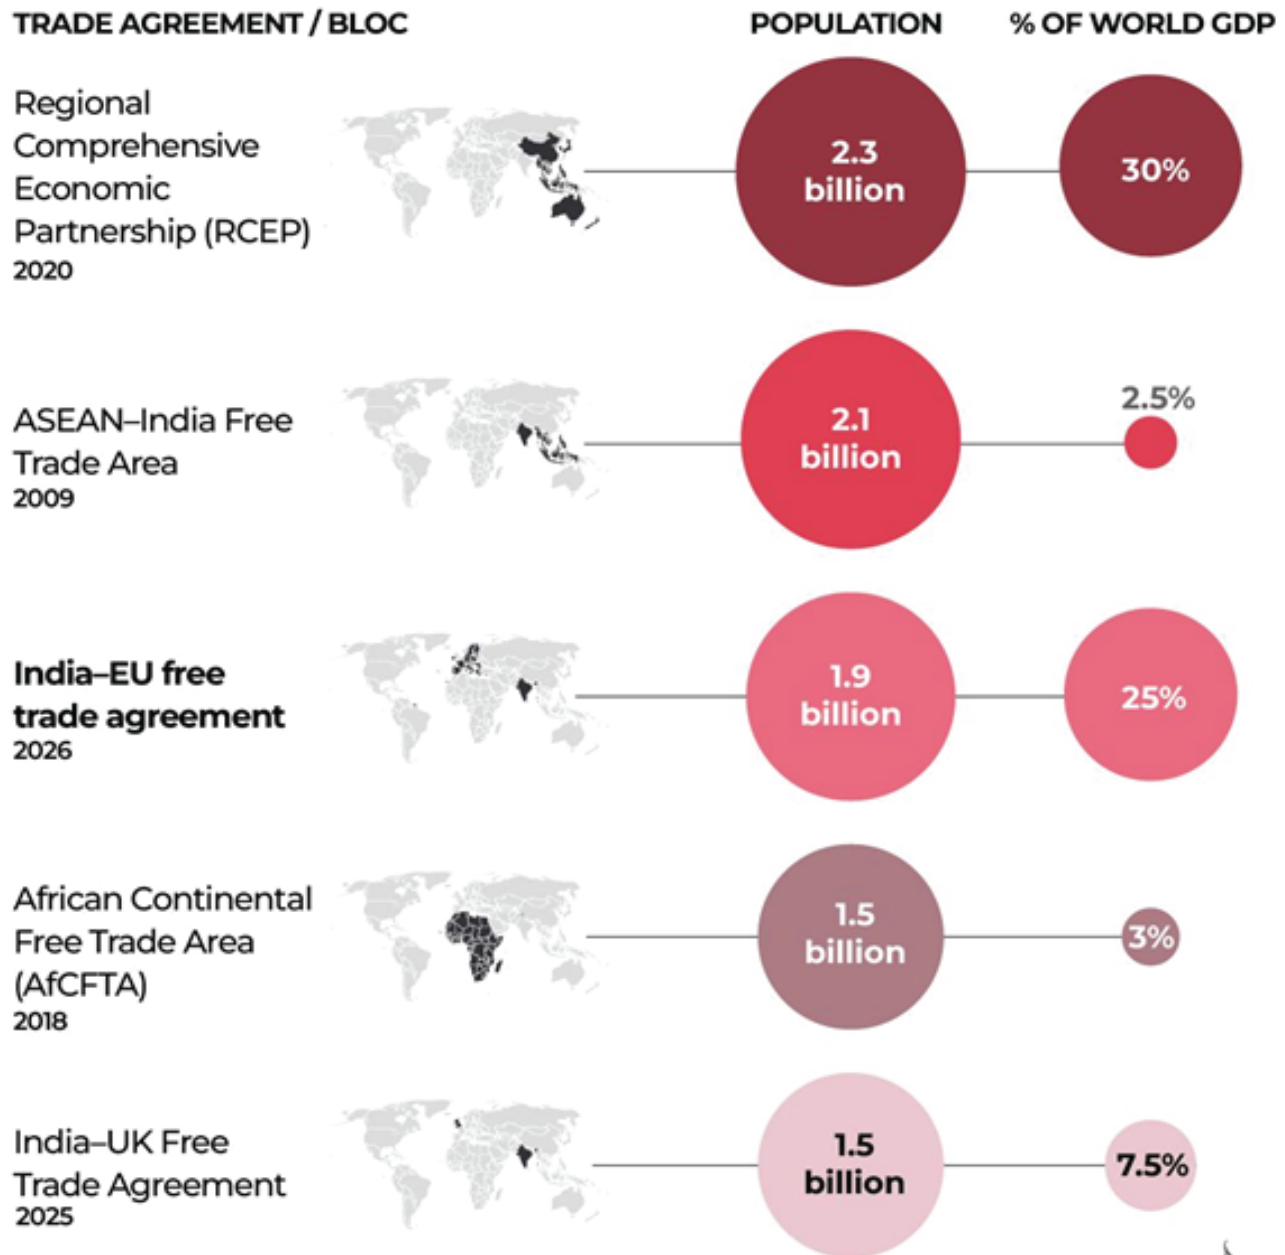 TRADE AGREEMENT / BLOC
POPULATION
% OF WORLD GDP
Regional
Comprehensive
Economic
Partnership (RCEP)
2020
2.3
billion
30%
ASEAN–India Free
Trade Area
2009
2.1
billion
2.5%
India–EU free
trade agreement
2026
1.9
billion
25%
African Continental
Free Trade Area
(AfCFTA)
2018
1.5
billion
3%
India–UK Free
Trade Agreement
2025
1.5
billion
7.5%